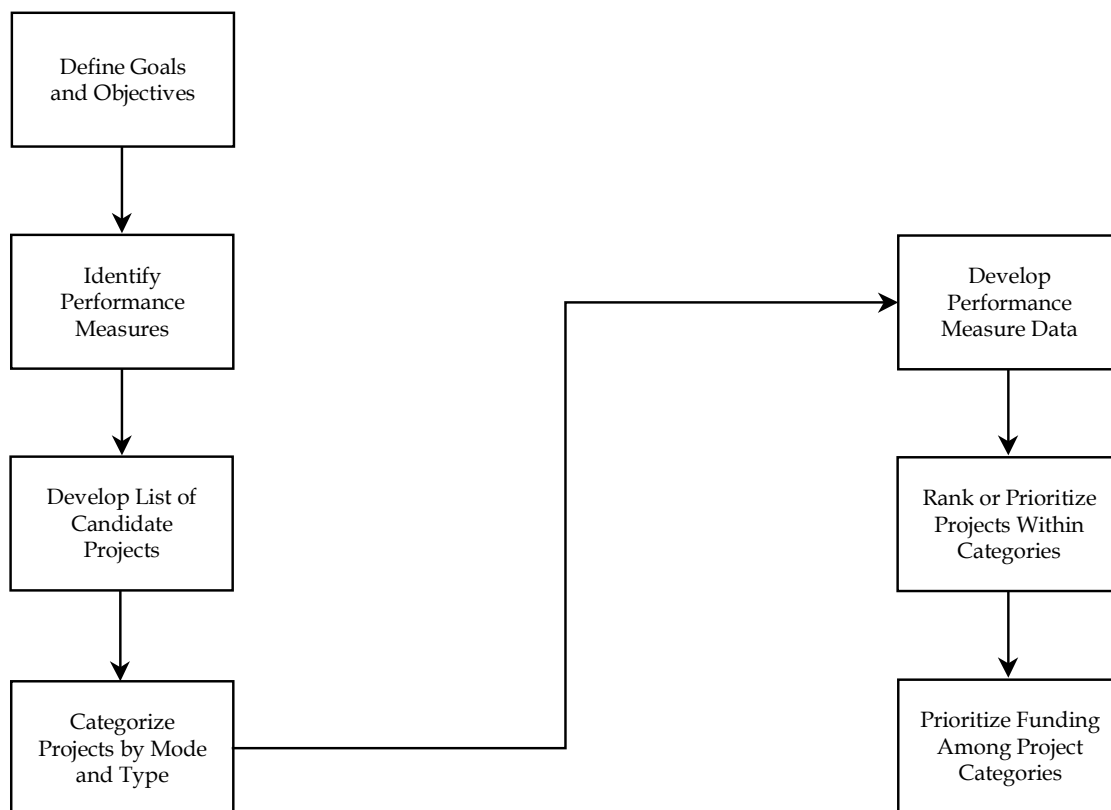 Define Goals
and Objectives
Identify
Performance
Measures
Develop List of
Candidate
Projects
Categorize
Projects by Mode
and Type
Develop
Performance
Measure Data
Rank or Prioritize
Projects Within
Categories
Prioritize Funding
Among Project
Categories